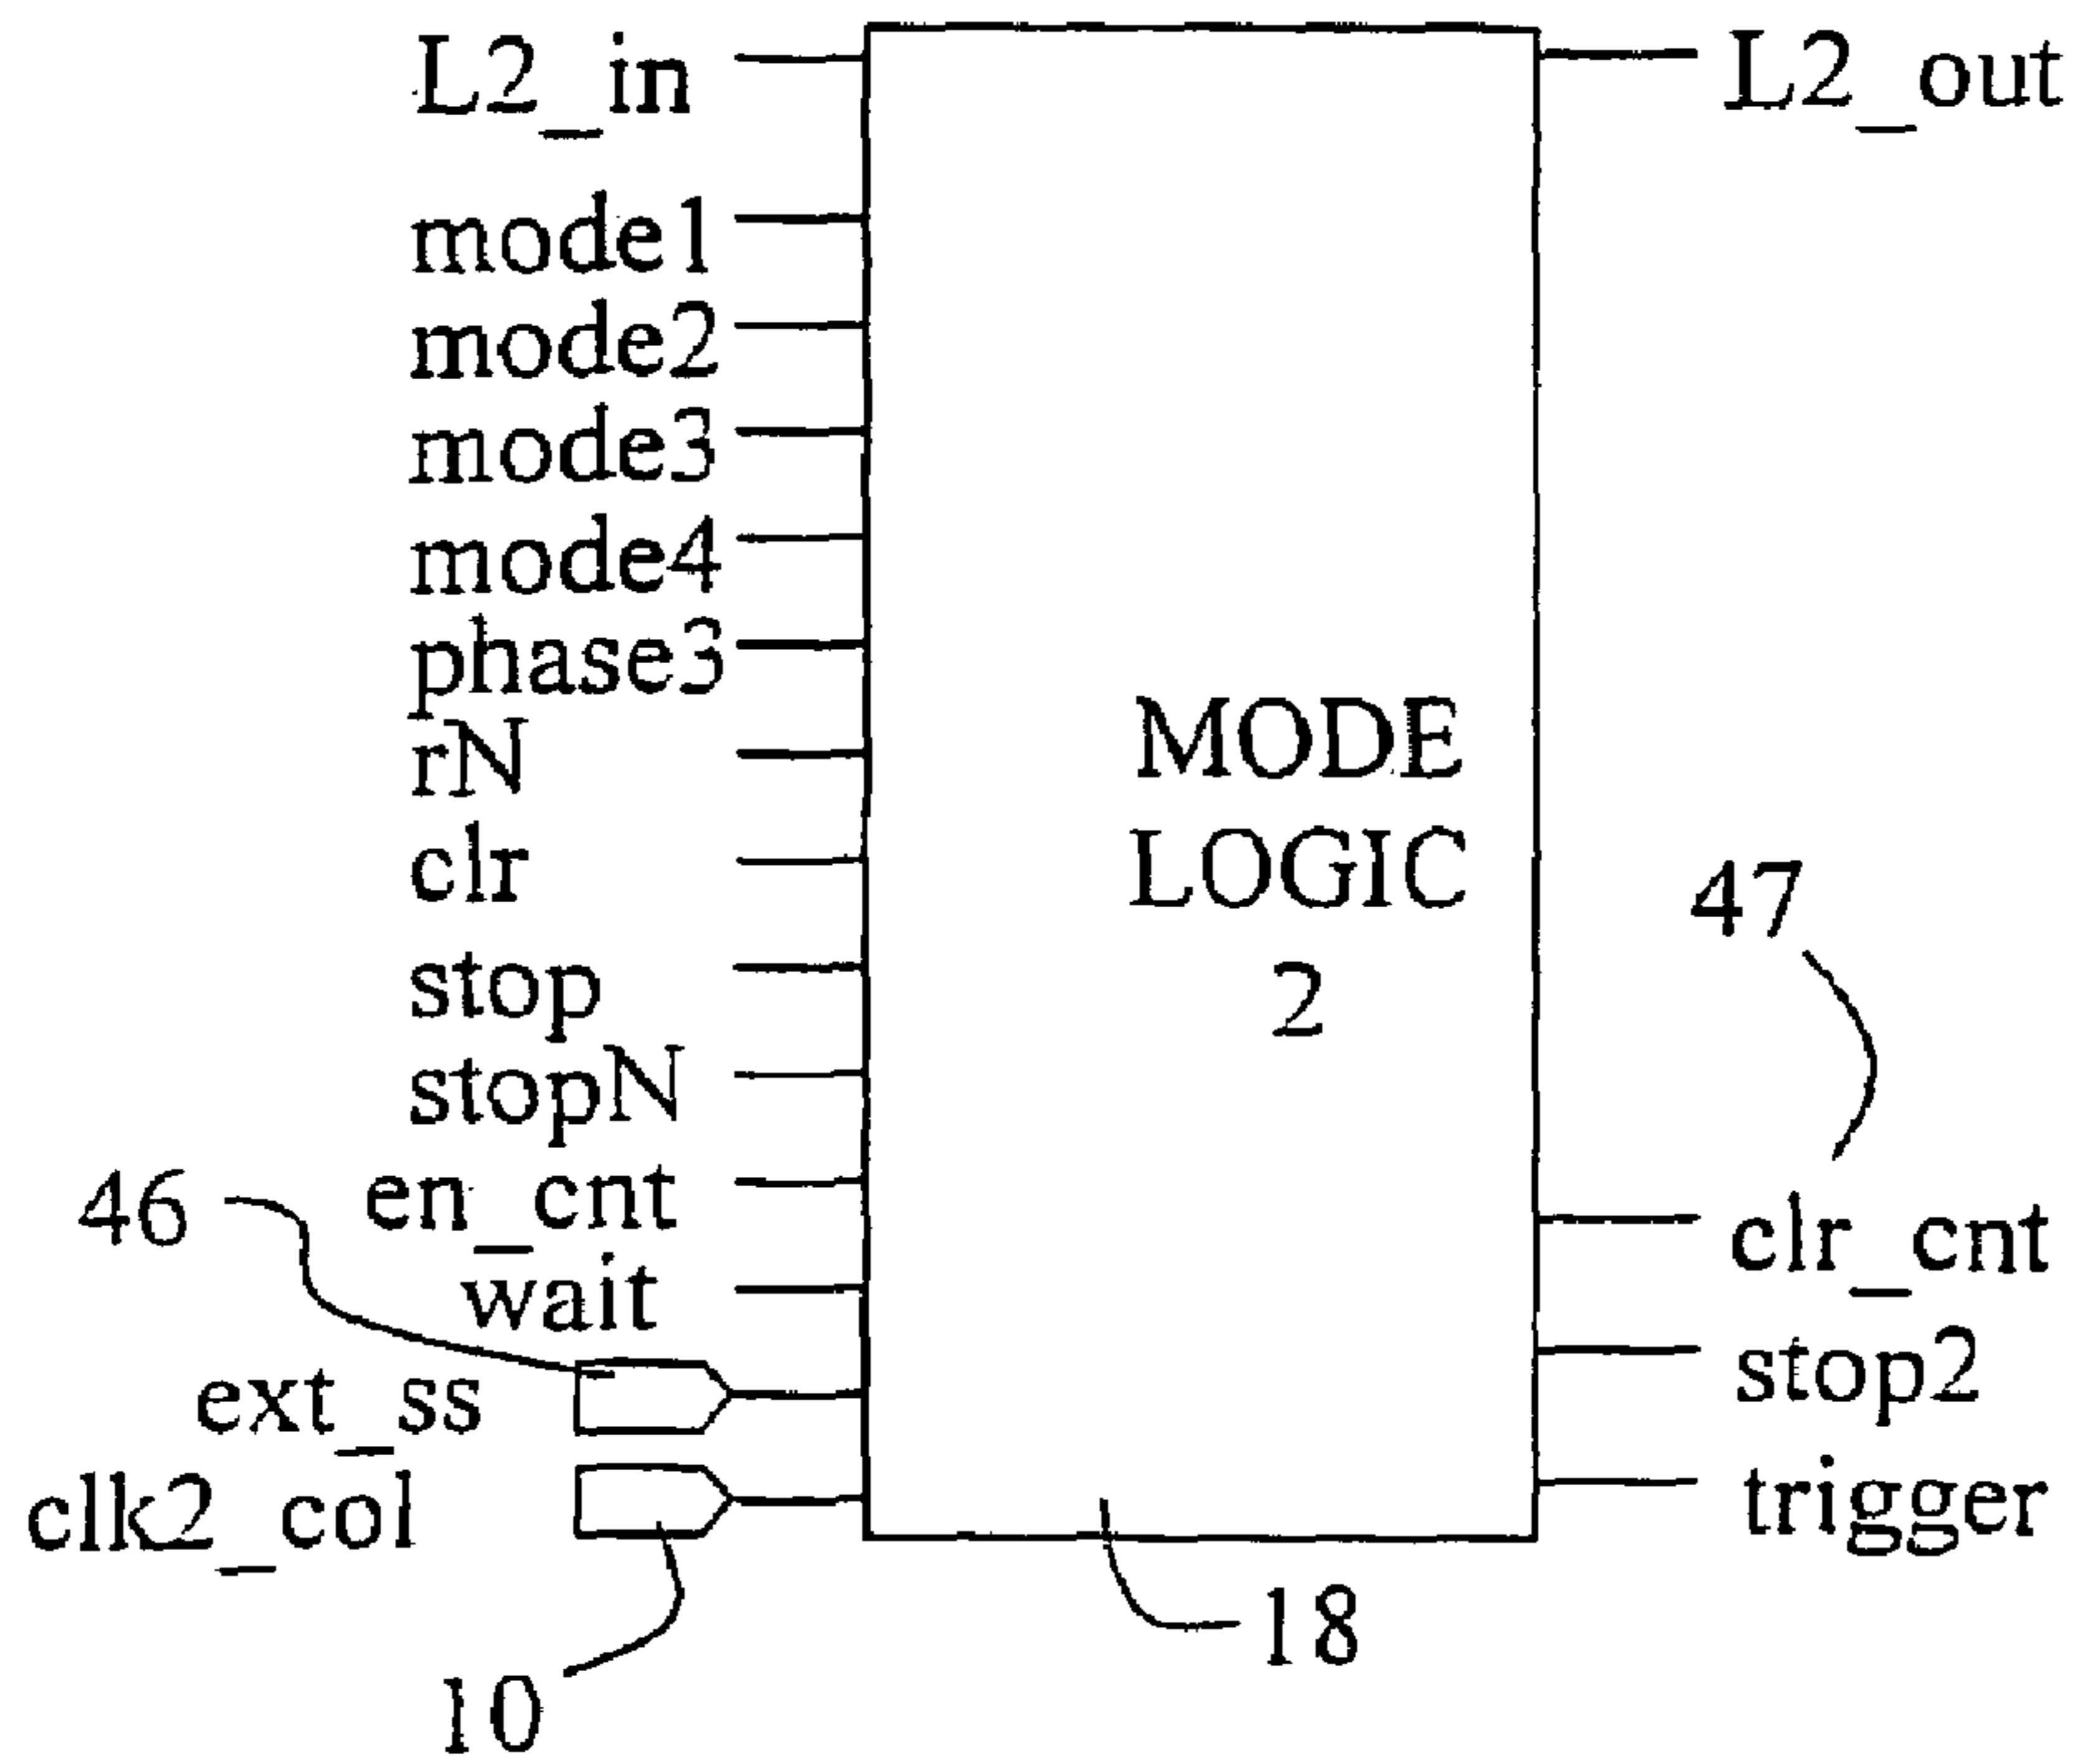 L2_in
L2_out
mode1
mode2
mode3
mode4
phase3
rN
clr
stop
stopN
en_cnt
wait
ext_ss
clk2_col
MODE
LOGIC
2
47
46
clr_cnt
stop2
trigger
18
10